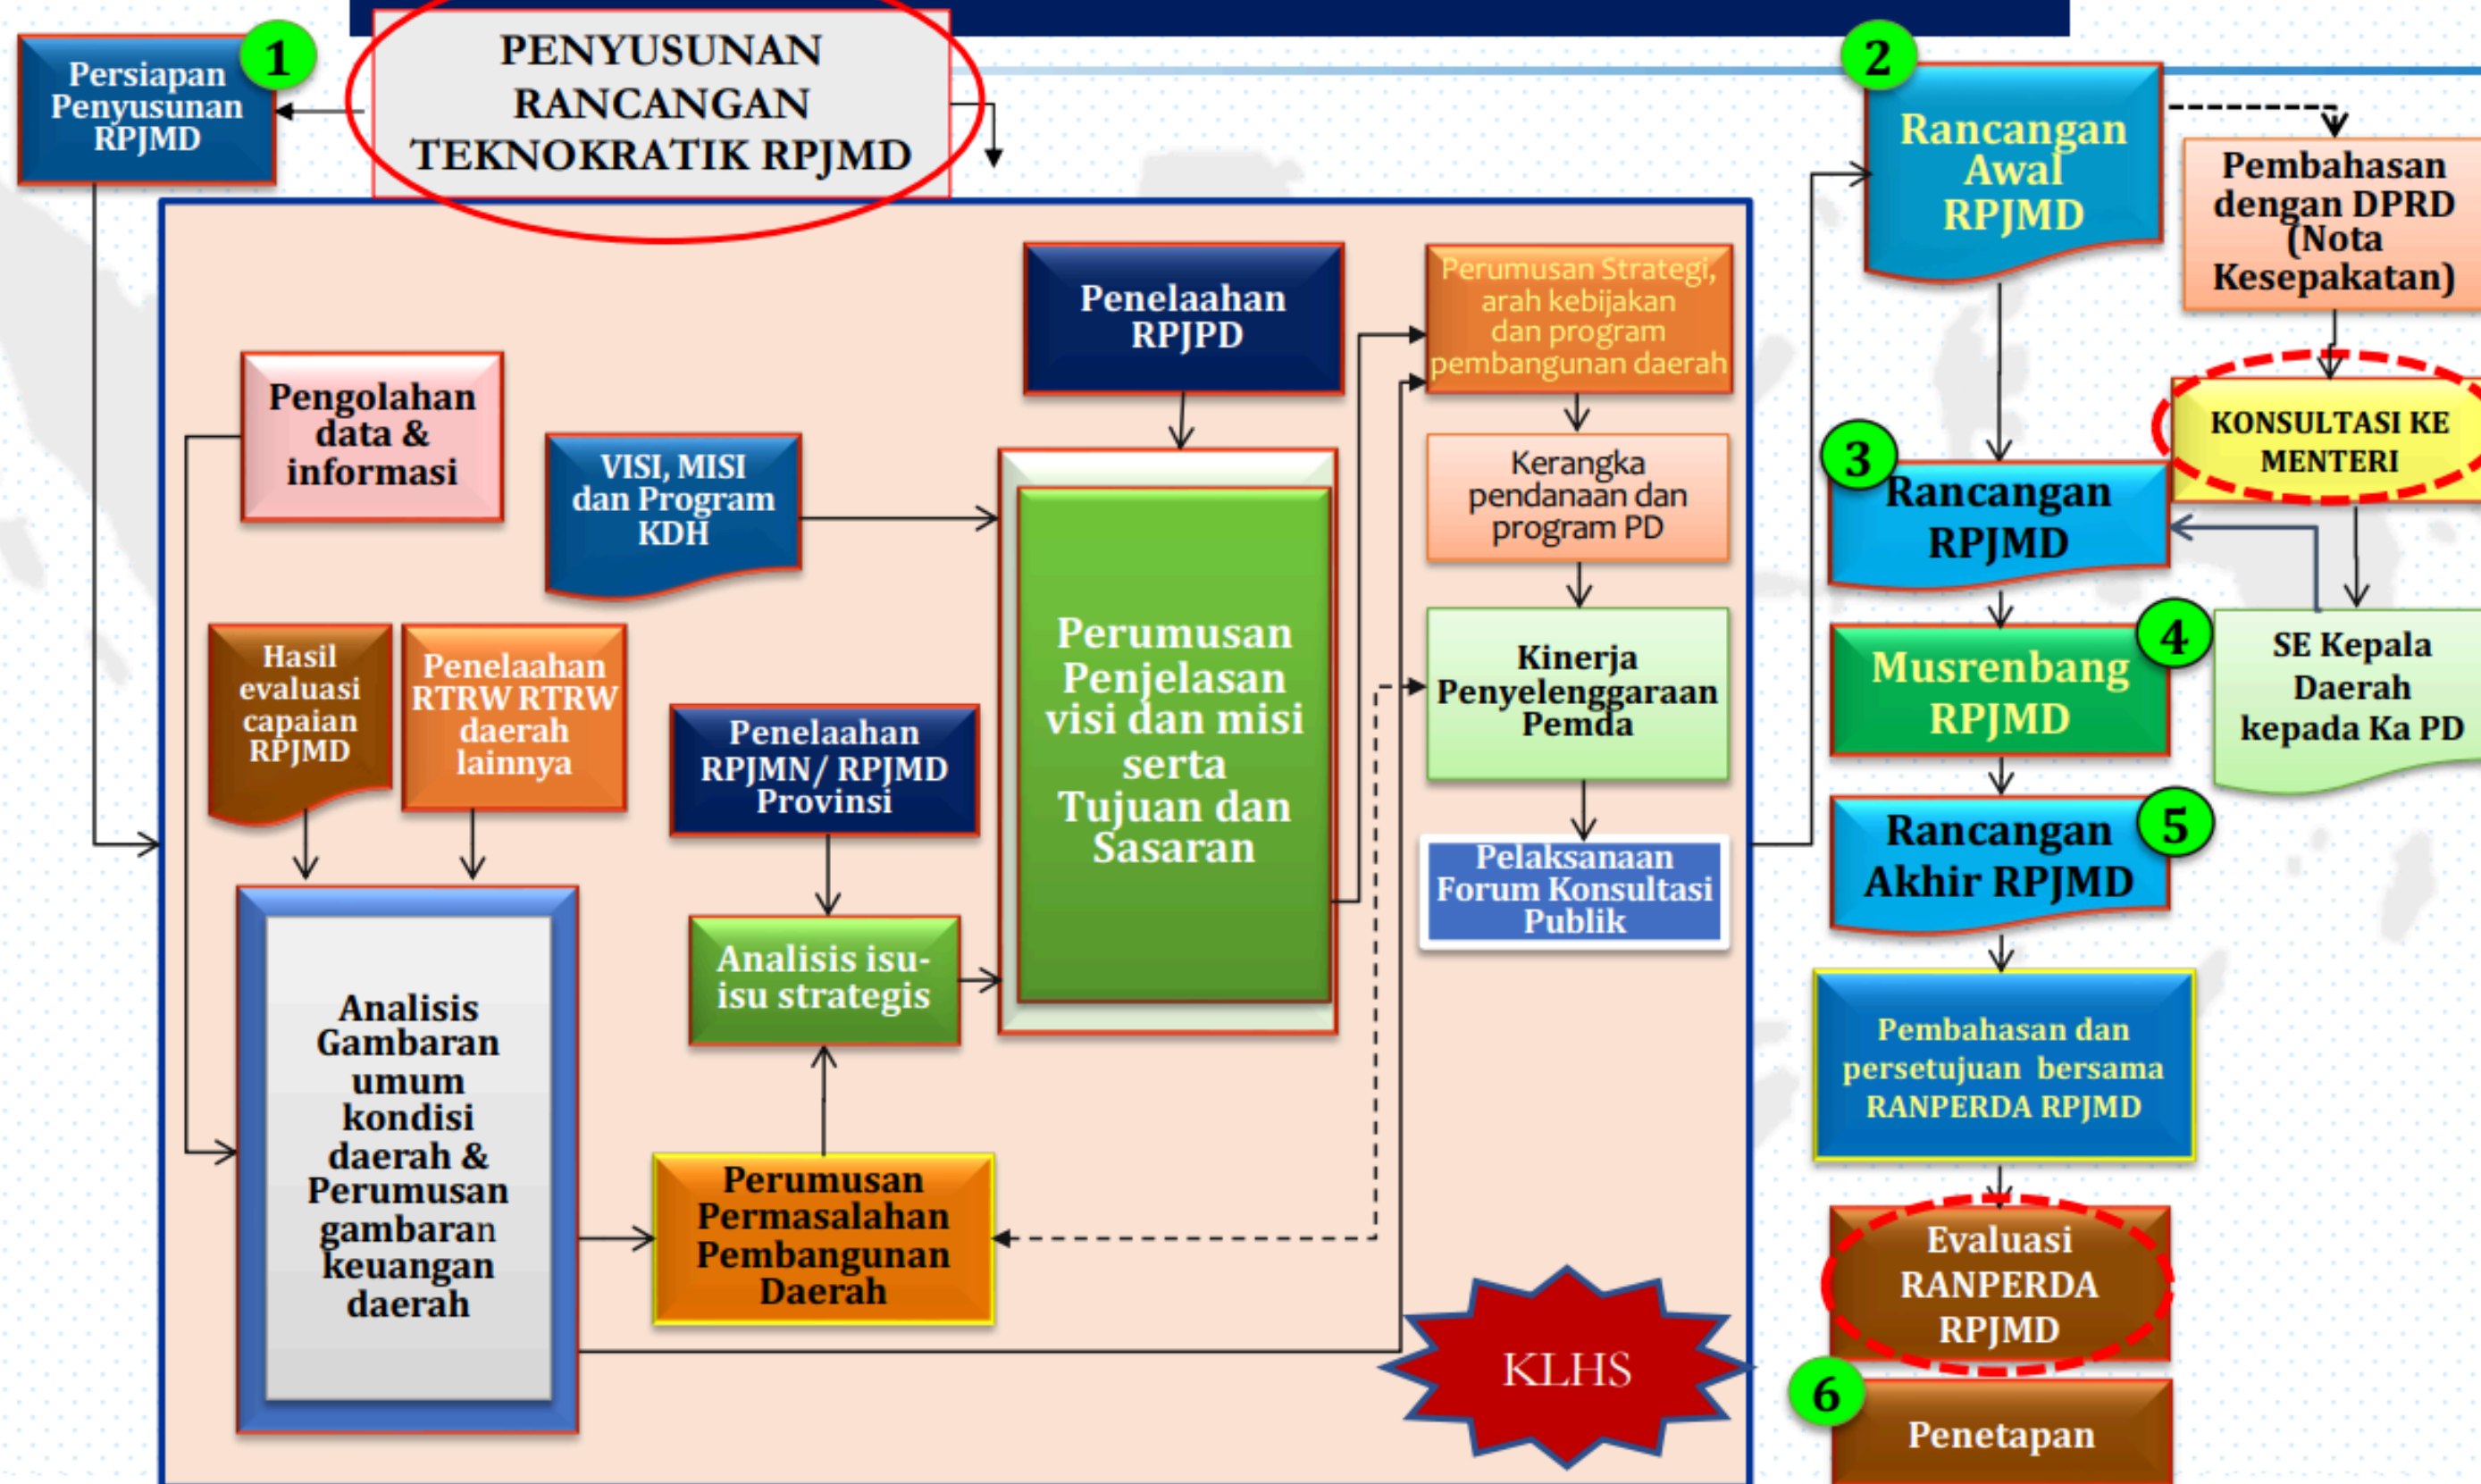 1
Persiapan
Penyusunan
RPJMD
PENYUSUNAN
RANCANGAN
TEKNOKRATIK RPJMD
Pengolahan
data &
informasi
VISI, MISI
dan Program
KDH
Penelaahan
RPJPD
Perumusan Strategi,
arah kebijakan
dan program
pembangunan daerah
Kerangka
pendanaan dan
program PD
Hasil
evaluasi
capaian
RPJMD
Penelaahan
RTRW RTRW
daerah
lainnya
Penelaahan
RPJMN/ RPJMD
Provinsi
Perumusan
Penjelasan
visi dan misi
serta
Tujuan dan
Sasaran
Kinerja
Penyelenggaraan
Pemda
Pelaksanaan
Forum Konsultasi
Publik
Analisis isu-
isu strategis
Analisis
Gambaran
umum
kondisi
daerah &
Perumusan
gambaran
keuangan
daerah
Perumusan
Permasalahan
Pembangunan
Daerah
KLHS
2
Rancangan
Awal
RPJMD
Pembahasan
dengan DPRD
(Nota
Kesepakatan)
KONSULTASI KE
MENTERI
3
Rancangan
RPJMD
SE Kepala
Daerah
kepada Ka PD
4
Musrenbang
RPJMD
5
Rancangan
Akhir RPJMD
Pembahasan dan
persetujuan bersama
RANPERDA RPJMD
Evaluasi
RANPERDA
RPJMD
6
Penetapan